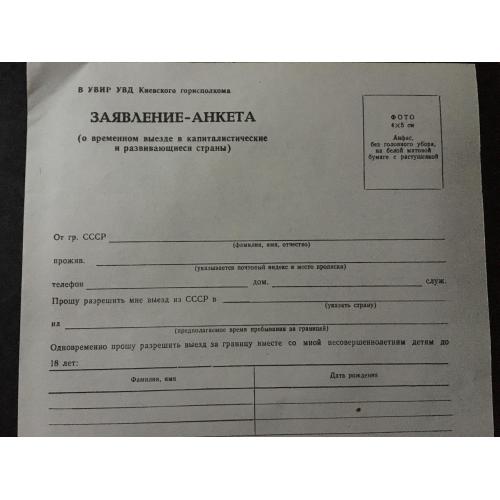 В УВИР УВД Киевского горисполкома
ЗАЯВЛЕНИЕ-АНКЕТА
(о временном выезде в капиталистические
и развивающиеся страны)
ФОТО
4×5 см
Анфас,
без головного убора,
на белой матовой
бумаге с растушевкой
От гр. СССР
(фамилия, имя, отчество)
прожив.
(указывается почтовый индекс и место прописки)
телефон дом. служ.
Прошу разрешить мне выезд из СССР в
(указать страну)
на
(предполагаемое время пребывания за границей)
Одновременно прошу разрешить выезд за границу вместе со мной несовершеннолетним детям до
18 лет:
Фамилия, имя
Дата рождения